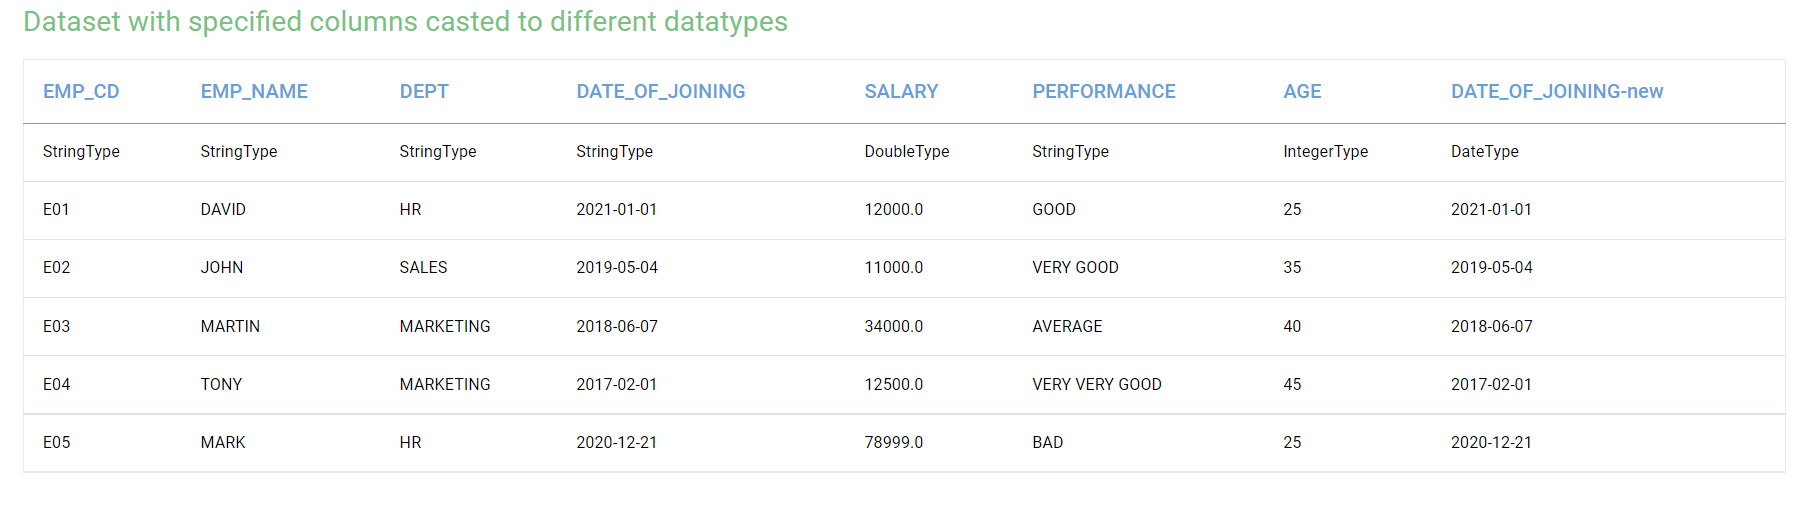 Dataset with specified columns casted to different datatypes
EMP_CD EMP_NAME DEPT DATE_OF_JOINING SALARY PERFORMANCE AGE DATE_OF_JOINING-new
StringType StringType StringType StringType DoubleType StringType IntegerType DateType
E01 DAVID HR 2021-01-01 12000.0 GOOD 25 2021-01-01
E02 JOHN SALES 2019-05-04 11000.0 VERY GOOD 35 2019-05-04
E03 MARTIN MARKETING 2018-06-07 34000.0 AVERAGE 40 2018-06-07
E04 TONY MARKETING 2017-02-01 12500.0 VERY VERY GOOD 45 2017-02-01
E05 MARK HR 2020-12-21 78999.0 BAD 25 2020-12-21